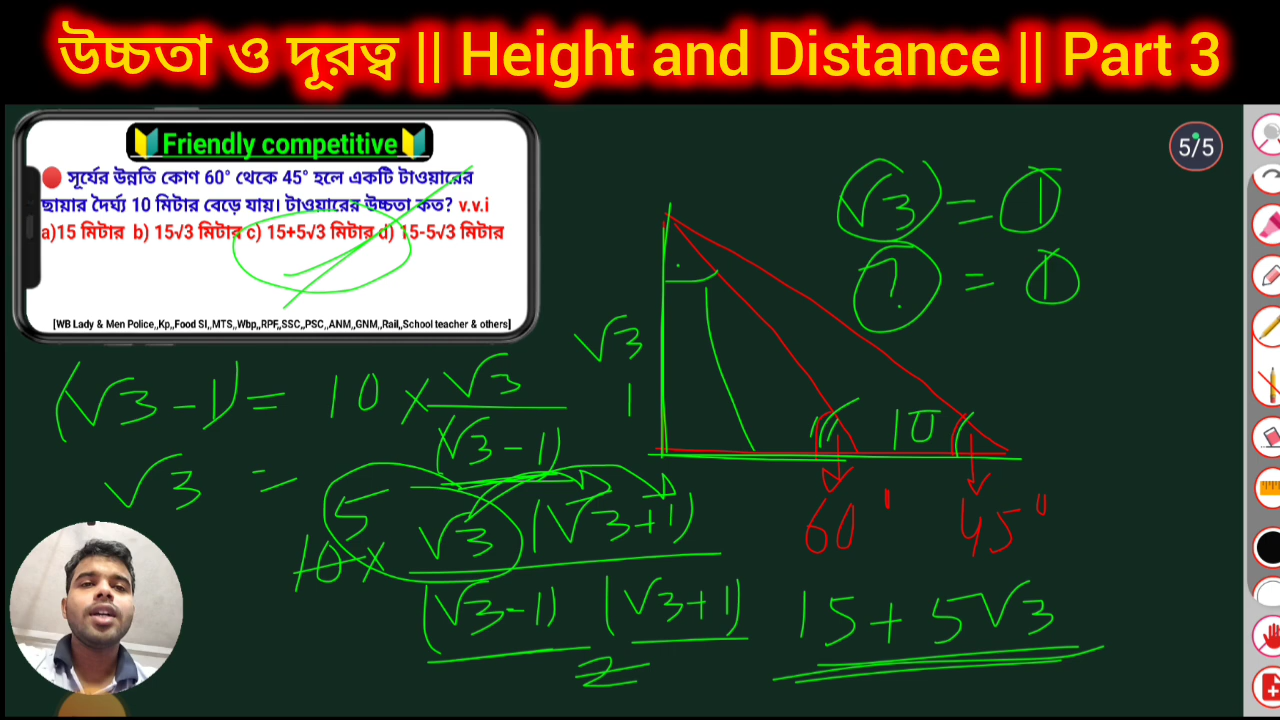 উচ্চতা ও দূরত্ব || Height and Distance || Part 3
🔰Friendly competitive🔰
🔴 সূর্যের উন্নতি কোণ 60° থেকে 45° হলে একটি টাওয়ারের
ছায়ার দৈর্ঘ্য 10 মিটার বেড়ে যায়। টাওয়ারের উচ্চতা কত? v.v.i
a)15 মিটার b) 15√3 মিটার c) 15+5√3 মিটার d) 15-5√3 মিটার
[WB Lady & Men Police,,Kp,,Food SI,,MTS,,Wbp,,RPF,,SSC,,PSC,,ANM,,GNM,,Rail,,School teacher & others]
5/5
√3 = 1
? = 1
√3
1
10
60°
45°
(√3-1) = 10 × √3
(√3-1)
√3 =
5
10 × √3 (√3+1)
(√3-1) (√3+1)
2
15+5√3